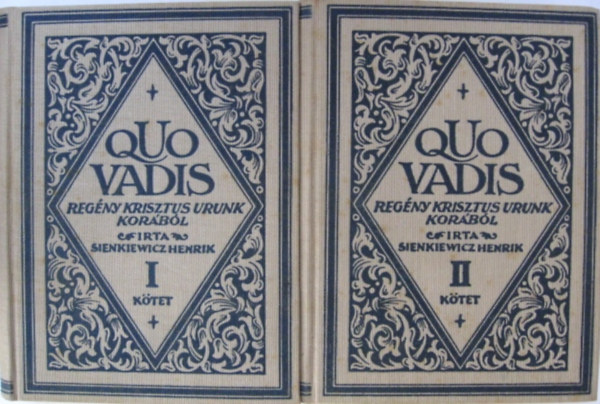 QUO
VADIS
REGÉNY KRISZTUS URUNK
KORÁBÓL
IRTA
SIENKIEWICZ HENRIK
I
KÖTET
QUO
VADIS
REGÉNY KRISZTUS URUNK
KORÁBÓL
IRTA
SIENKIEWICZ HENRIK
II
KÖTET